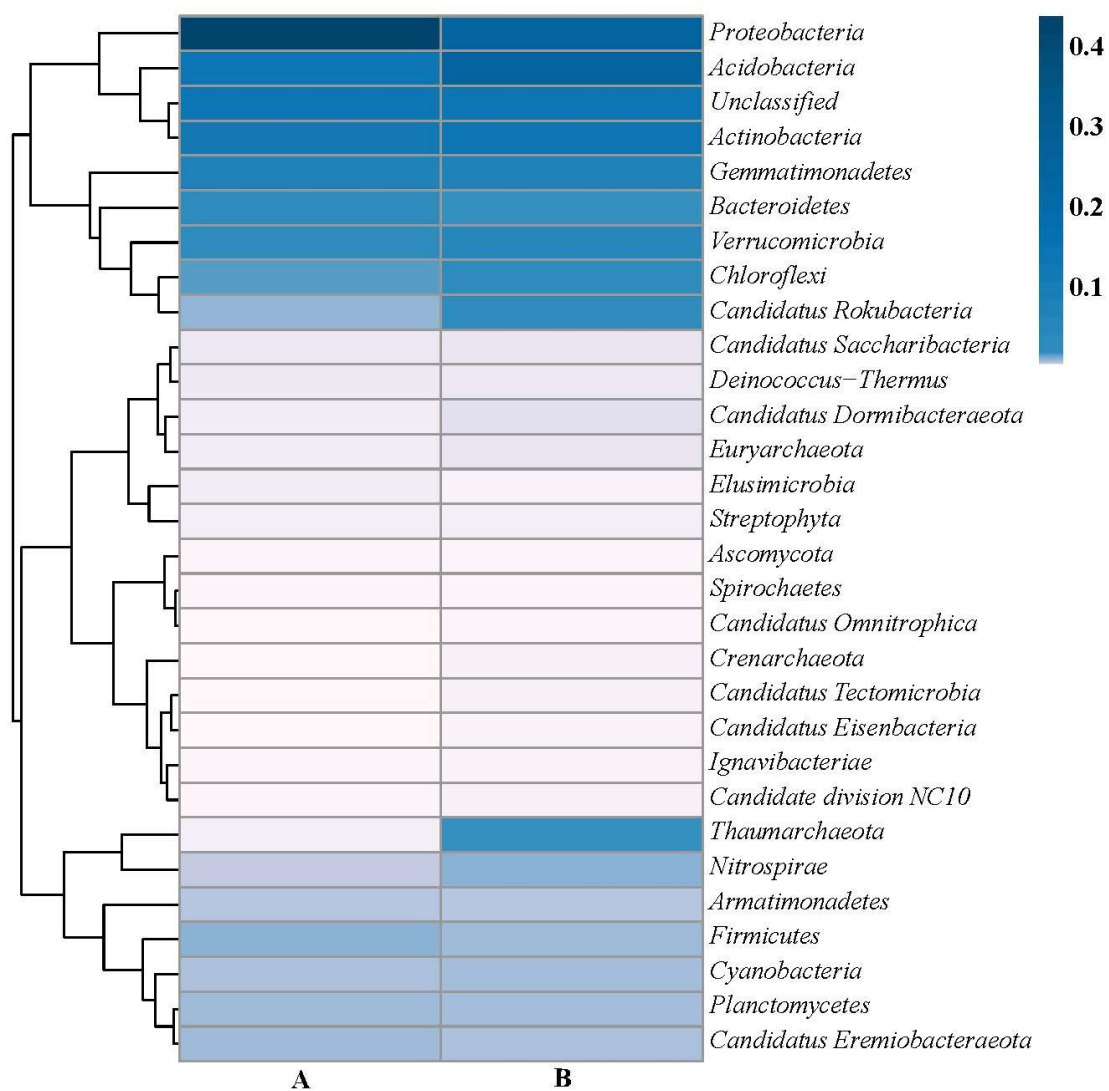 Proteobacteria
Acidobacteria
Unclassified
Actinobacteria
Gemmatimonadetes
Bacteroidetes
Verrucomicrobia
Chloroflexi
Candidatus Rokubacteria
Candidatus Saccharibacteria
Deinococcus−Thermus
Candidatus Dormibacteraeota
Euryarchaeota
Elusimicrobia
Streptophyta
Ascomycota
Spirochaetes
Candidatus Omnitrophica
Crenarchaeota
Candidatus Tectomicrobia
Candidatus Eisenbacteria
Ignavibacteriae
Candidate division NC10
Thaumarchaeota
Nitrospirae
Armatimonadetes
Firmicutes
Cyanobacteria
Planctomycetes
Candidatus Eremiobacteraeota
A B
0.4
0.3
0.2
0.1